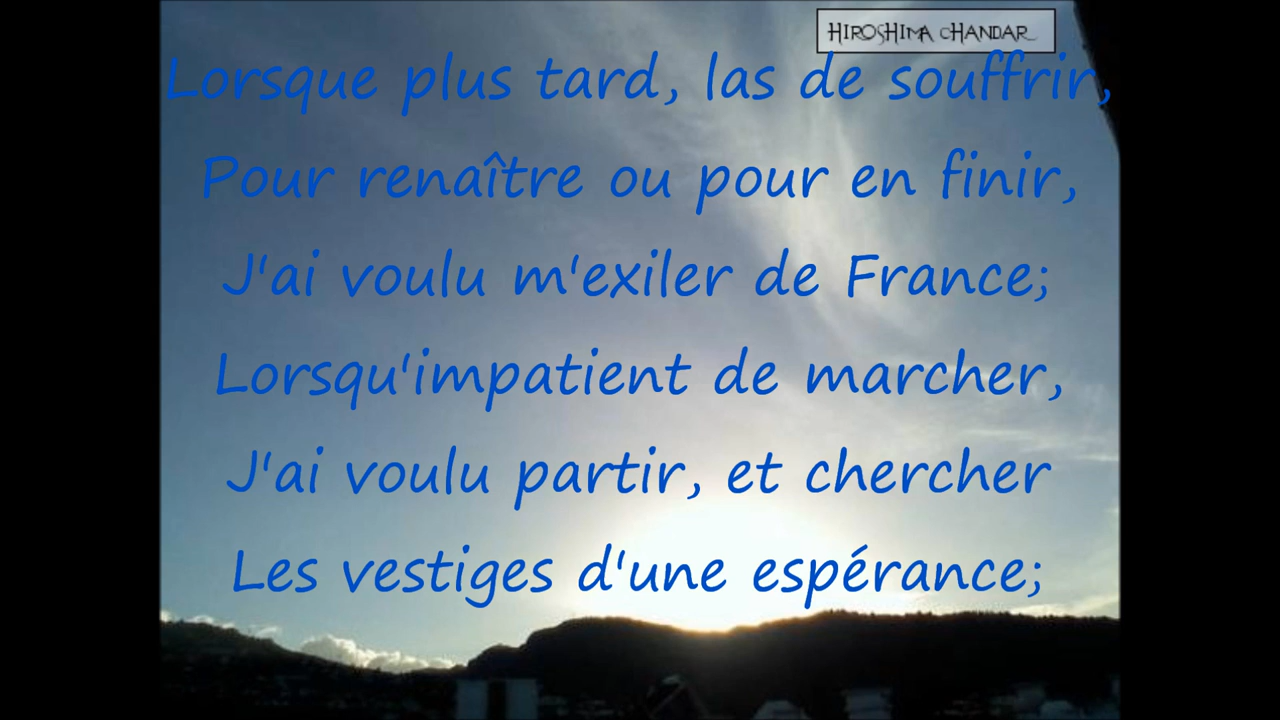 HIROSHIMA CHANDAR
Lorsque plus tard, las de souffrir,
Pour renaître ou pour en finir,
J'ai voulu m'exiler de France;
Lorsqu'impatient de marcher,
J'ai voulu partir, et chercher
Les vestiges d'une espérance;